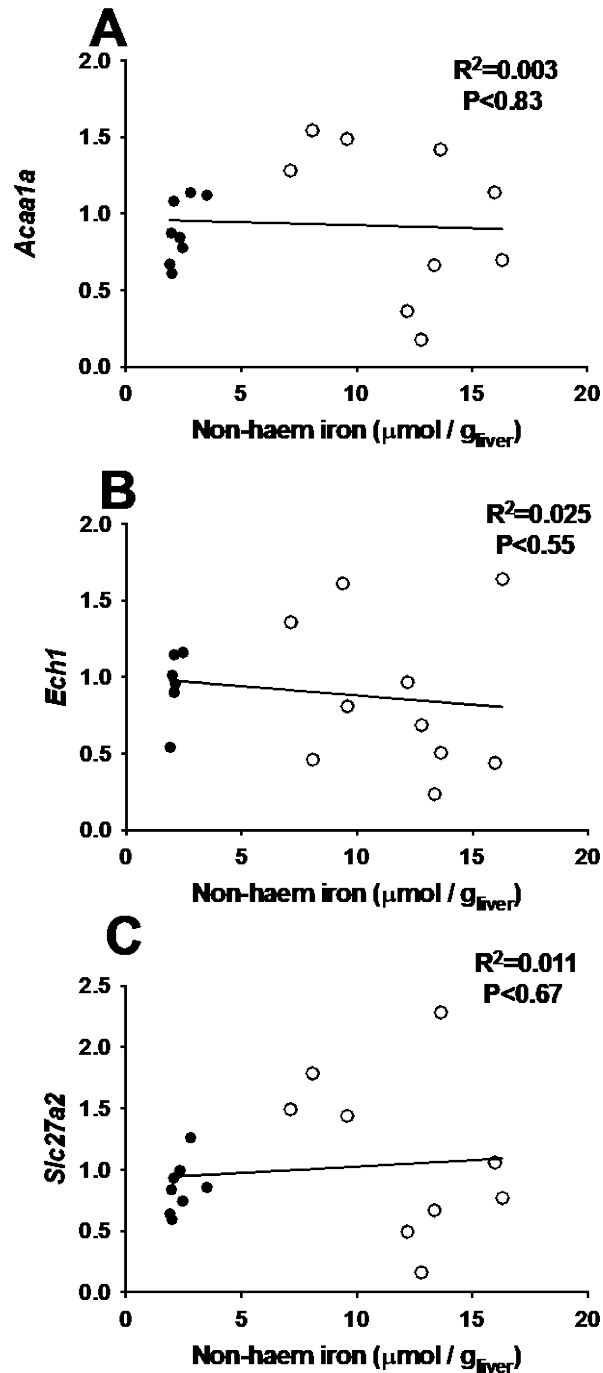 A
R²=0.003
P<0.83
2.0
1.5
1.0
0.5
0.0
Acaa1a
0 5 10 15 20
Non-haem iron (μmol / gliver)
B
R²=0.025
P<0.55
2.0
1.5
1.0
0.5
0.0
Ech1
0 5 10 15 20
Non-haem iron (μmol / gliver)
C
R²=0.011
P<0.67
2.5
2.0
1.5
1.0
0.5
0.0
Slc27a2
0 5 10 15 20
Non-haem iron (μmol / gliver)